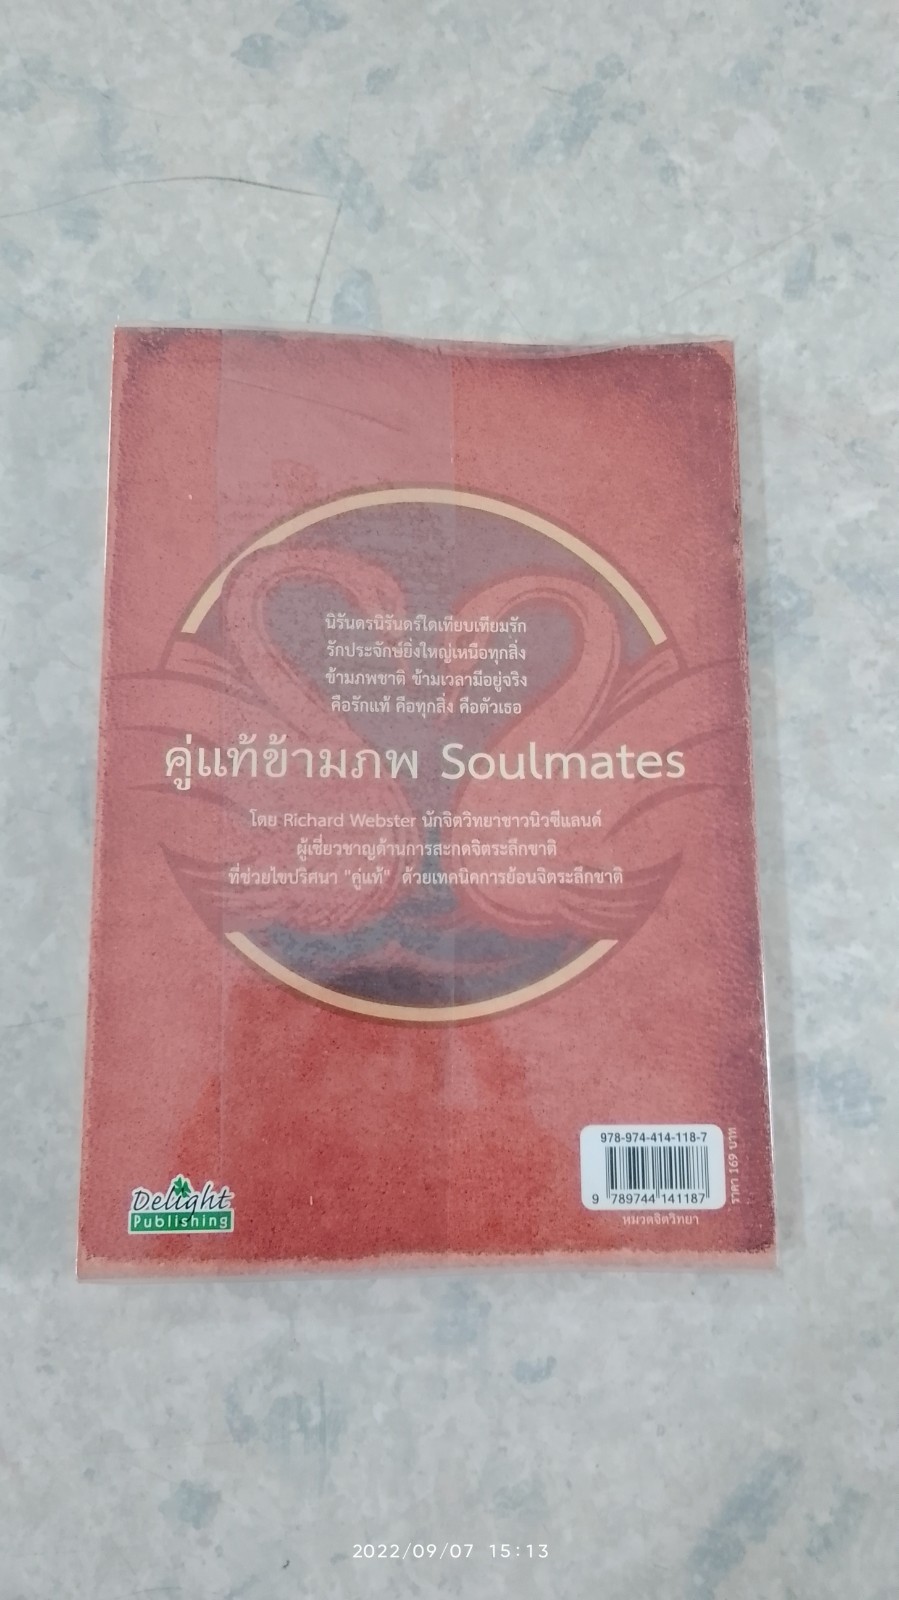 นิรันดรนิรันดร์ใดเทียบเทียมรัก
รักประจักษ์ยิ่งใหญ่เหนือทุกสิ่ง
ข้ามภพชาติ ข้ามเวลามีอยู่จริง
คือรักแท้ คือทุกสิ่ง คือตัวเธอ
คู่แท้ข้ามภพ Soulmates
โดย Richard Webster นักจิตวิทยาชาวนิวซีแลนด์
ผู้เชี่ยวชาญด้านการสะกดจิตระลึกชาติ
ที่ช่วยไขปริศนา "คู่แท้" ด้วยเทคนิคการย้อนจิตระลึกชาติ
978-974-414-118-7
9 789744 141187
หมวดจิตวิทยา
ราคา 169 บาท
Delight
Publishing
2022/09/07 15:13